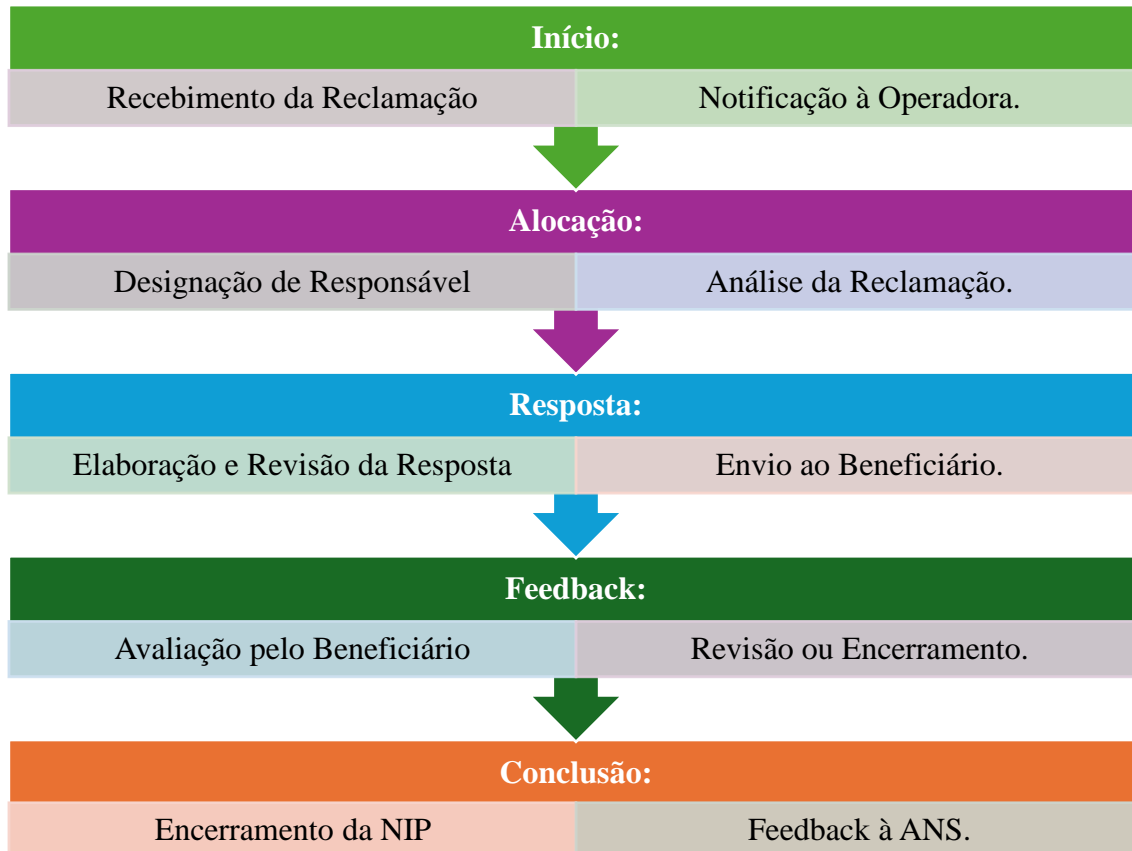 Início:
Recebimento da Reclamação
Notificação à Operadora.
Alocação:
Designação de Responsável
Análise da Reclamação.
Resposta:
Elaboração e Revisão da Resposta
Envio ao Beneficiário.
Feedback:
Avaliação pelo Beneficiário
Revisão ou Encerramento.
Conclusão:
Encerramento da NIP
Feedback à ANS.